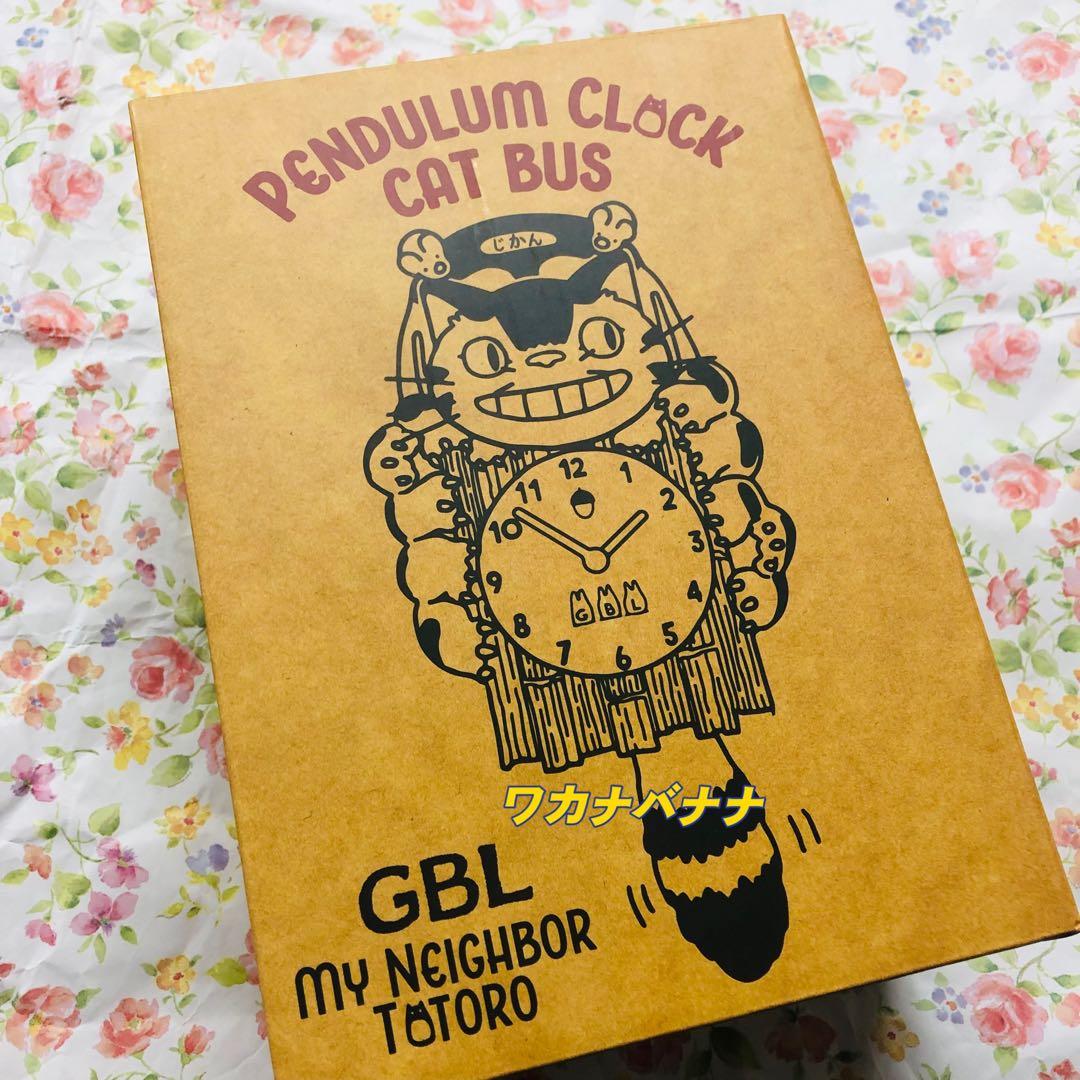 PENDULUM CLOCK
CAT BUS
じかん
12
1
2
3
4
5
6
7
8
9
10
11
GBL
ワカナバナナ
GBL
MY NEIGHBOR
TOTORO